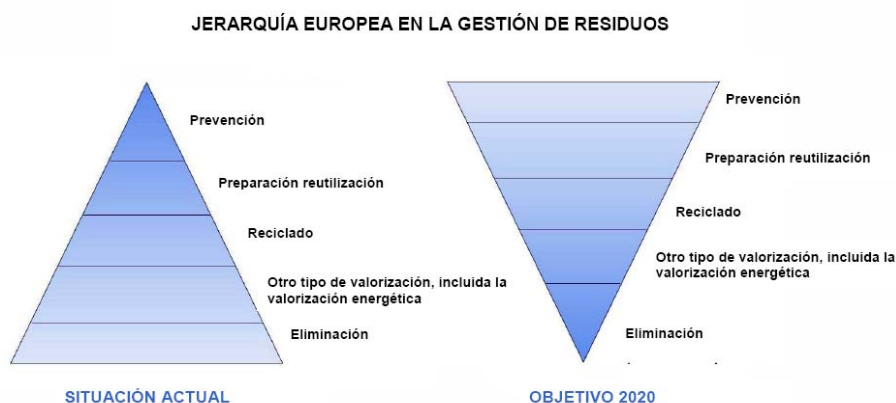 JERARQUÍA EUROPEA EN LA GESTIÓN DE RESIDUOS
Prevención
Preparación reutilización
Reciclado
Otro tipo de valorización, incluida la
valorización energética
Eliminación
SITUACIÓN ACTUAL
Prevención
Preparación reutilización
Reciclado
Otro tipo de valorización, incluida la
valorización energética
Eliminación
OBJETIVO 2020